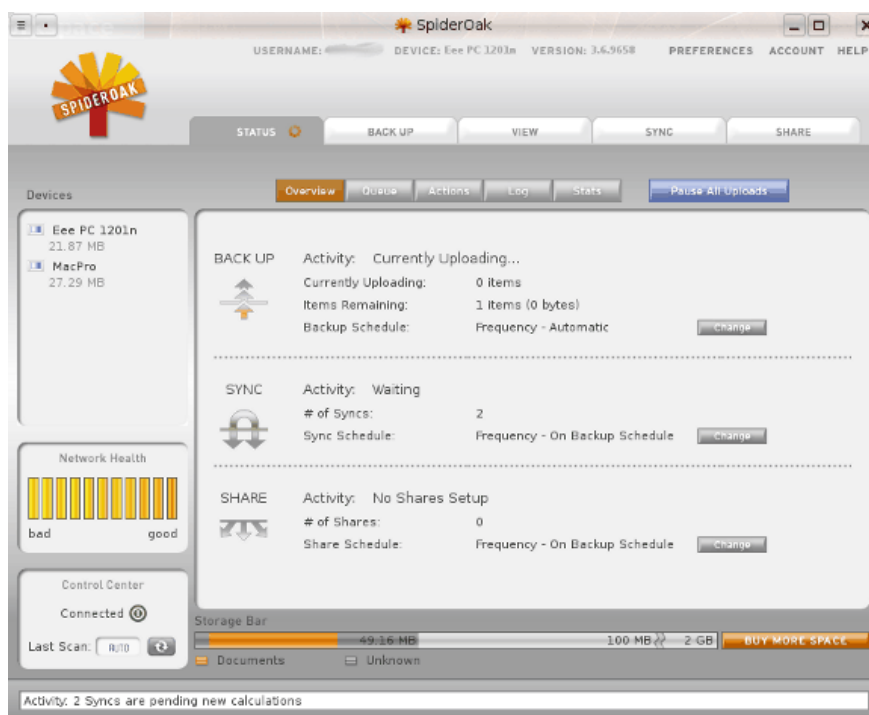 SpiderOak
USERNAME: DEVICE: Eee PC 1201n VERSION: 3.6.9658 PREFERENCES ACCOUNT HELP
SPIDEROAK
STATUS BACK UP VIEW SYNC SHARE
Devices
Overview Queue Actions Log Stats Pause All Uploads
Eee PC 1201n
21.87 MB
MacPro
27.29 MB
BACK UP Activity: Currently Uploading...
Currently Uploading: 0 items
Items Remaining: 1 items (0 bytes)
Backup Schedule: Frequency - Automatic Change
SYNC Activity: Waiting
# of Syncs: 2
Sync Schedule: Frequency - On Backup Schedule Change
SHARE Activity: No Shares Setup
# of Shares: 0
Share Schedule: Frequency - On Backup Schedule Change
Network Health
bad good
Control Center
Connected
Last Scan: AUTO
Storage Bar
49.16 MB 100 MB 2 GB BUY MORE SPACE
Documents Unknown
Activity: 2 Syncs are pending new calculations